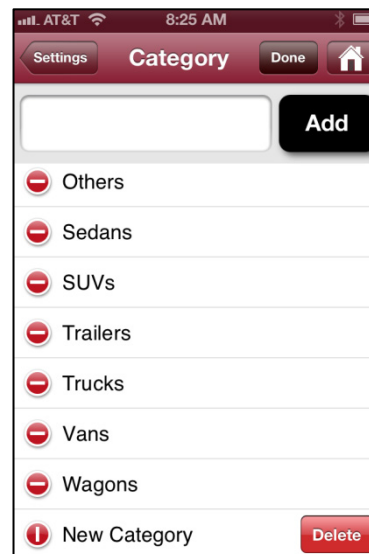 AT&T 8:25 AM
Settings Category Done
Add
Others
Sedans
SUVs
Trailers
Trucks
Vans
Wagons
New Category Delete